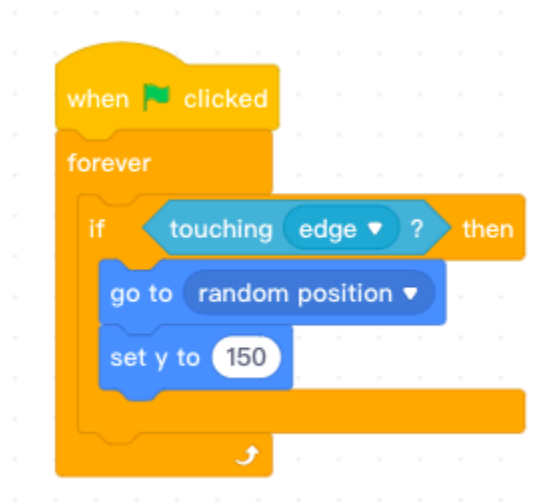 when clicked
forever
if touching edge ? then
go to random position
set y to 150